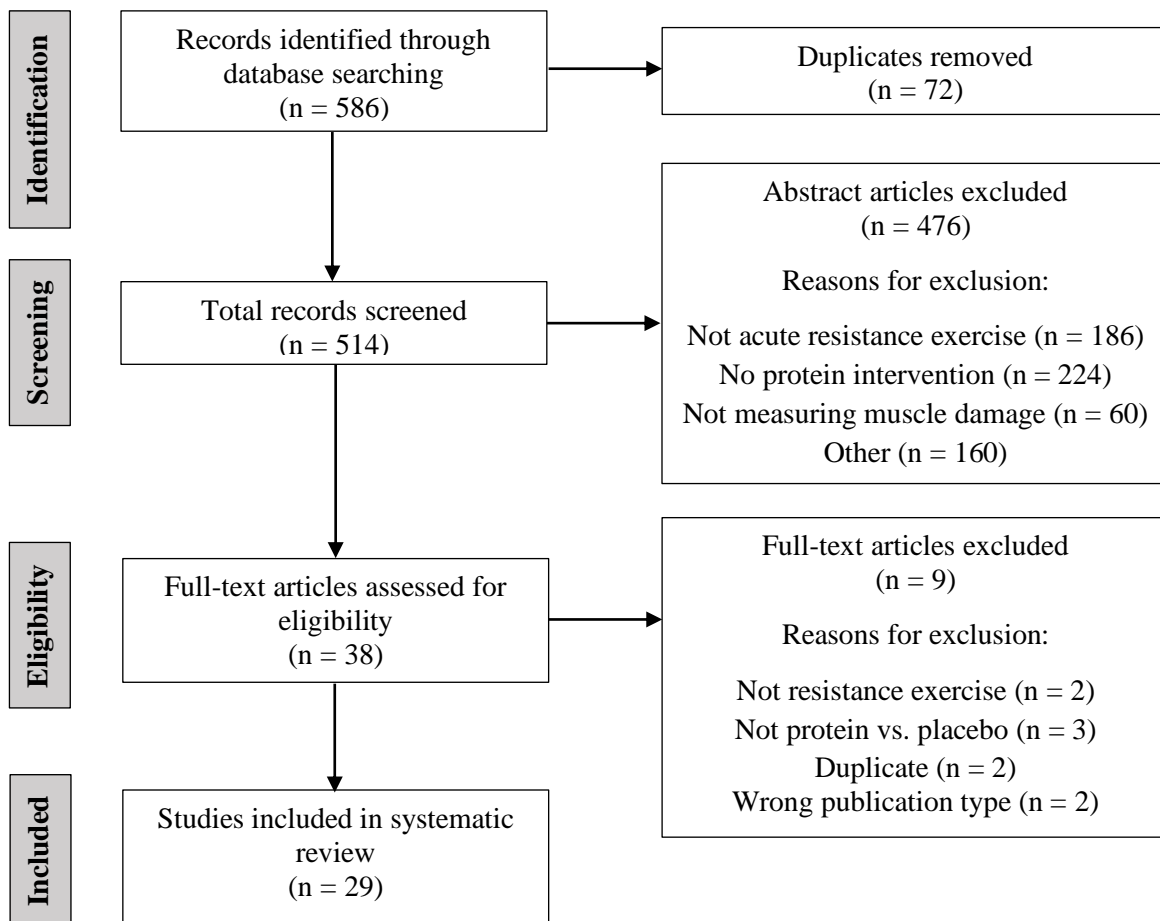 Identification
Records identified through
database searching
(n = 586)
Duplicates removed
(n = 72)
Screening
Total records screened
(n = 514)
Abstract articles excluded
(n = 476)
Reasons for exclusion:
Not acute resistance exercise (n = 186)
No protein intervention (n = 224)
Not measuring muscle damage (n = 60)
Other (n = 160)
Eligibility
Full-text articles assessed for
eligibility
(n = 38)
Full-text articles excluded
(n = 9)
Reasons for exclusion:
Not resistance exercise (n = 2)
Not protein vs. placebo (n = 3)
Duplicate (n = 2)
Wrong publication type (n = 2)
Included
Studies included in systematic
review
(n = 29)